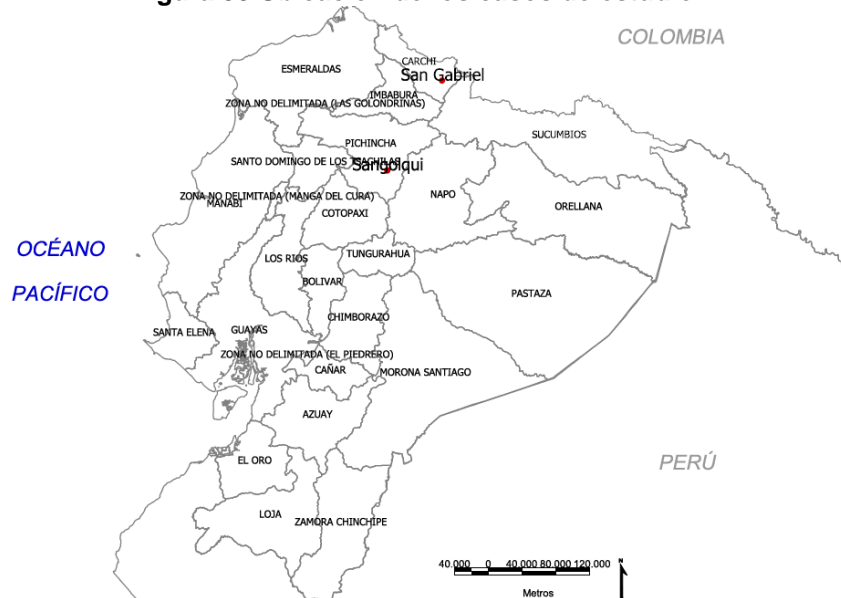 COLOMBIA
CARCHI
San Gabriel
ESMERALDAS
IMBABURA
ZONA NO DELIMITADA (LAS GOLONDRINAS)
SUCUMBIOS
PICHINCHA
SANTO DOMINGO DE LOS TSACHILAS
Sangolqui
NAPO
ZONA NO DELIMITADA (MANGA DEL CURA)
MANABI
ORELLANA
COTOPAXI
OCÉANO
PACÍFICO
LOS RIOS
TUNGURAHUA
BOLIVAR
PASTAZA
CHIMBORAZO
SANTA ELENA
GUAYAS
ZONA NO DELIMITADA (EL PIEDRERO)
CAÑAR
MORONA SANTIAGO
AZUAY
EL ORO
PERÚ
LOJA
ZAMORA CHINCHIPE
40.000 0 40.000 80.000 120.000
Metros
N